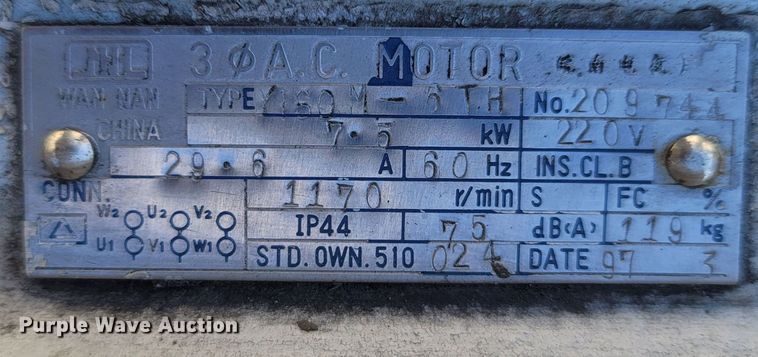 3 ø A.C. MOTOR
WAN NAN TYPE Y160M-6TH No. 209744
CHINA 7.5 kW 220V
29.6 A 60 Hz INS.CL.B
CONN. 1170 r/min S FC %
W2 U2 V2
U1 V1 W1
IP44 75 dB(A) 119 kg
STD. OWN. 510 024 DATE 97 3
Purple Wave Auction